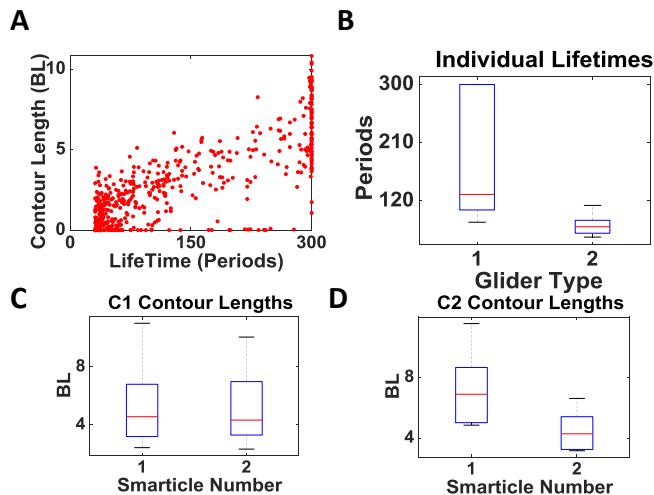 A
Contour Length (BL)
10
5
0
0
150
300
LifeTime (Periods)
B
Individual Lifetimes
Periods
300
210
120
1
2
Glider Type
C
C1 Contour Lengths
BL
8
4
1
2
Smarticle Number
D
C2 Contour Lengths
BL
8
4
1
2
Smarticle Number